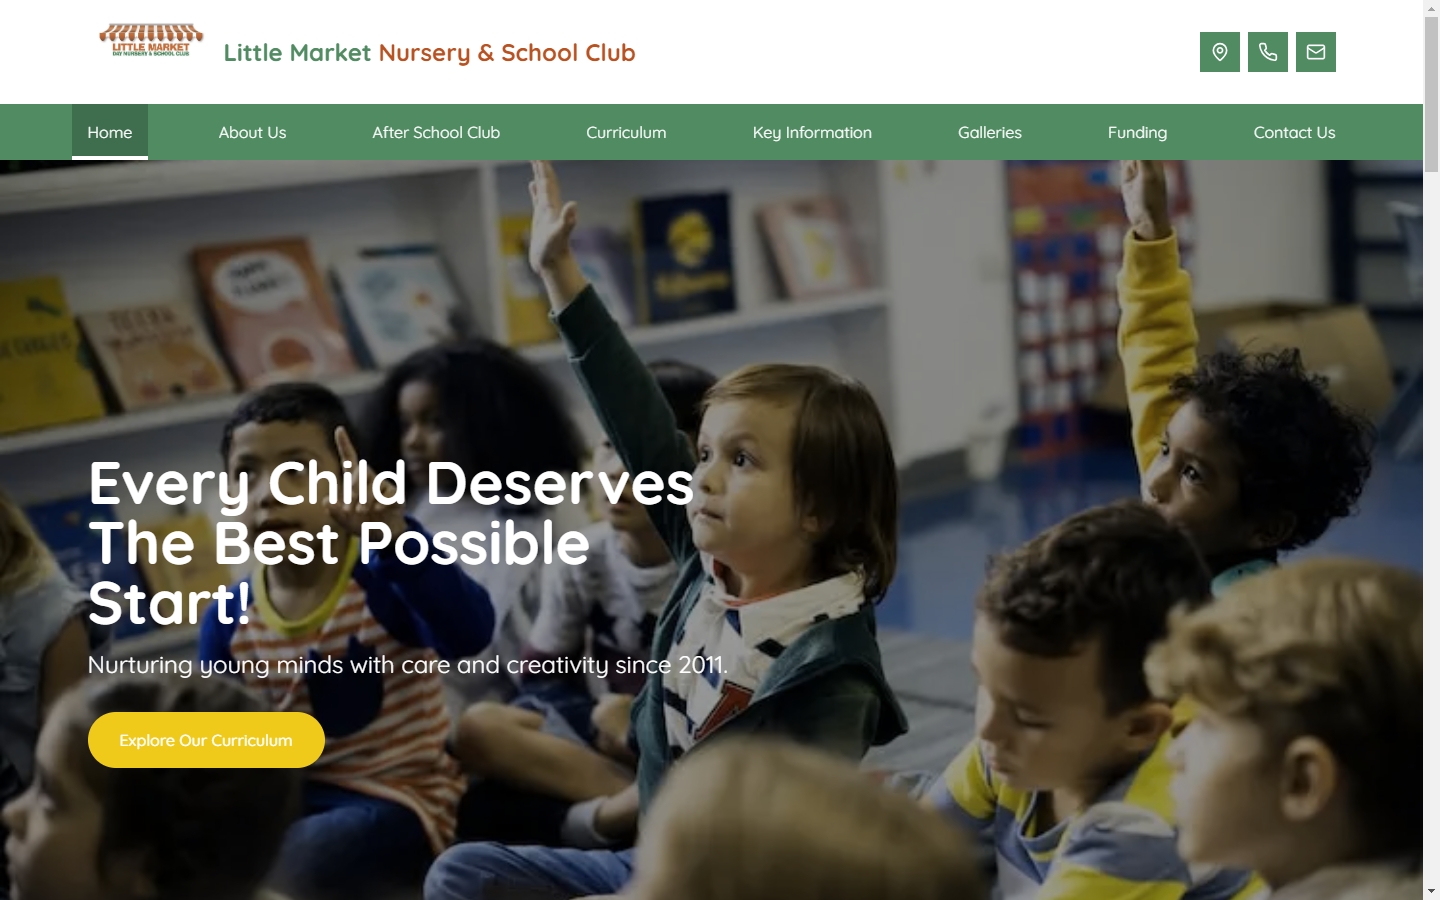 LITTLE MARKET
DAY NURSERY & SCHOOL CLUB
Little Market Nursery & School Club
Home
About Us
After School Club
Curriculum
Key Information
Galleries
Funding
Contact Us
Every Child Deserves
The Best Possible
Start!
Nurturing young minds with care and creativity since 2011.
Explore Our Curriculum